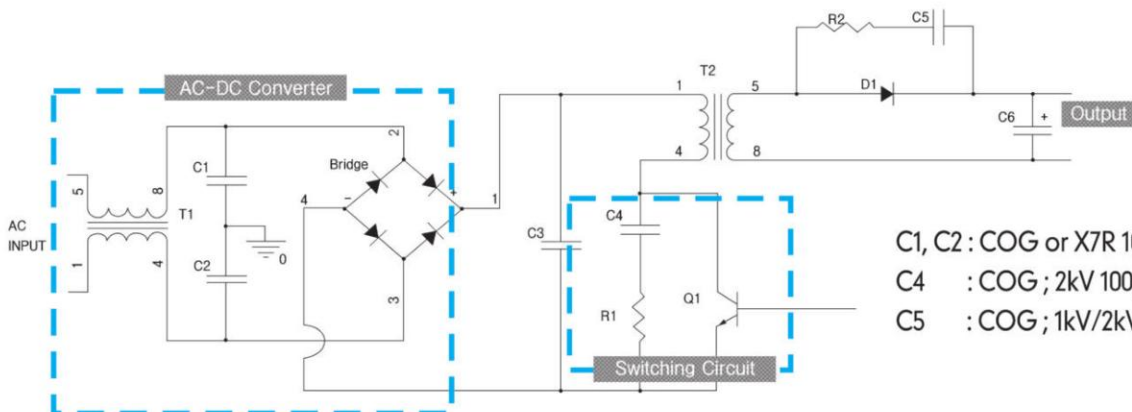 AC-DC Converter
AC
INPUT
5
8
1
4
T1
C1
C2
0
Bridge
2
+
−
4
1
3
C3
T2
1
5
4
8
R2
C5
D1
C6
+
Output
C4
R1
Q1
Switching Circuit
C1, C2 : COG or X7R
C4 : COG ; 2kV
C5 : COG ; 1kV/